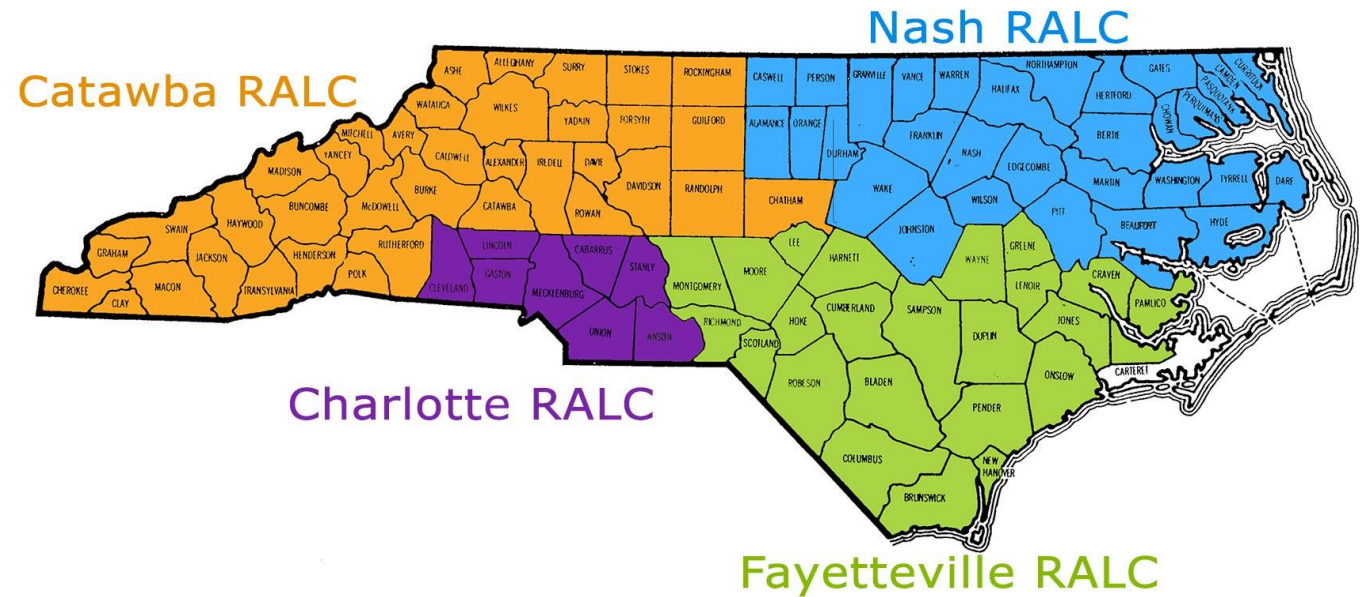 Nash RALC
Catawba RALC
ASHE
ALLEGHANY
SURRY
STOKES
ROCKINGHAM
CASWELL
PERSON
GRANVILLE
VANCE
WARREN
NORTHAMPTON
GATES
CURRITUCK
CAMDEN
PASQUOTANK
PERQUIMANS
CHOWAN
HALIFAX
HERTFORD
WATAUGA
WILKES
YADKIN
FORSYTH
GUILFORD
ALAMANCE
ORANGE
DURHAM
FRANKLIN
BERTIE
MITCHELL
AVERY
YANCEY
CALDWELL
ALEXANDER
IREDELL
DAVIE
NASH
EDGECOMBE
MADISON
BURKE
DAVIDSON
RANDOLPH
CHATHAM
WAKE
MARTIN
WASHINGTON
TYRRELL
DARE
BUNCOMBE
McDOWELL
CATAWBA
ROWAN
WILSON
PITT
HAYWOOD
SWAIN
JOHNSTON
BEAUFORT
HYDE
GRAHAM
JACKSON
HENDERSON
RUTHERFORD
LINCOLN
CABARRUS
STANLY
LEE
GREENE
POLK
CLEVELAND
GASTON
MECKLENBURG
MONTGOMERY
MOORE
HARNETT
WAYNE
LENOIR
CRAVEN
PAMLICO
CHEROKEE
CLAY
MACON
TRANSYLVANIA
UNION
ANSON
RICHMOND
SCOTLAND
HOKE
CUMBERLAND
SAMPSON
DUPLIN
JONES
CARTERET
ONSLOW
ROBESON
BLADEN
PENDER
Charlotte RALC
COLUMBUS
NEW
HANOVER
BRUNSWICK
Fayetteville RALC